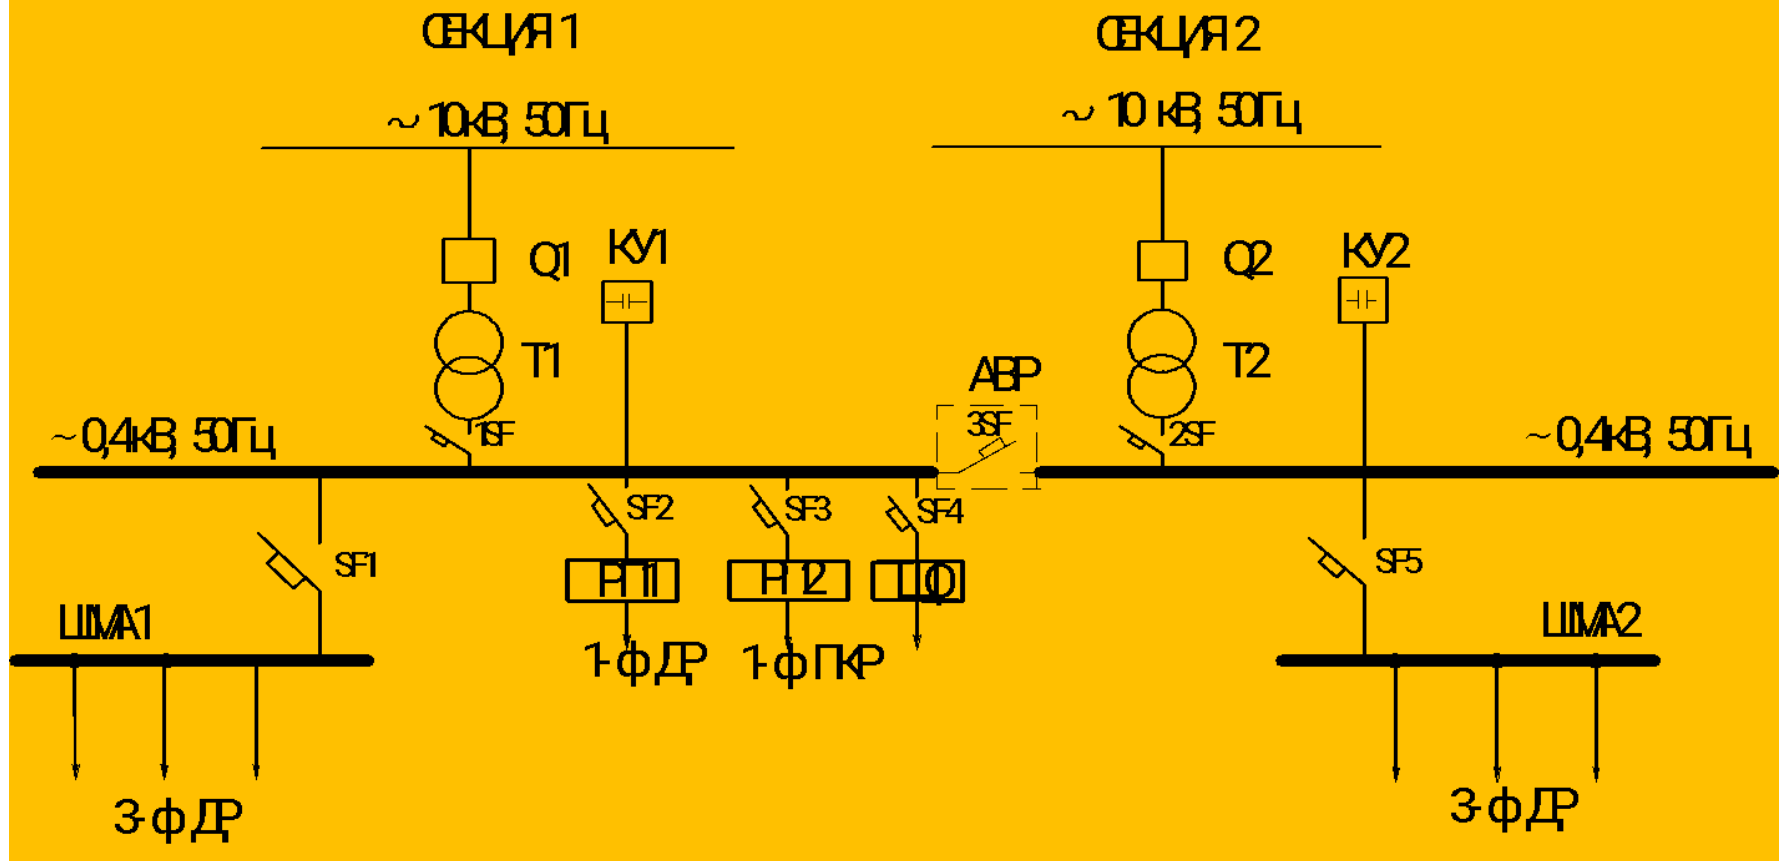 СЕКЦИЯ 1
СЕКЦИЯ 2
~ 10кВ, 50Гц
~ 10 кВ, 50Гц
Q1
КУ1
Q2
КУ2
Т1
Т2
АВР
~0,4кВ, 50Гц
1SF
3SF
2SF
~0,4кВ, 50Гц
SF1
SF2
SF3
SF4
SF5
РП1
РП2
ЩО
ШМА1
1-ф ДР
1-ф ПКР
ШМА2
3-ф ДР
3-ф ДР